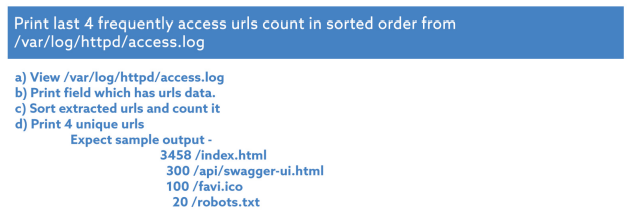 Print last 4 frequently access urls count in sorted order from
/var/log/httpd/access.log
a) View /var/log/httpd/access.log
b) Print field which has urls data.
c) Sort extracted urls and count it
d) Print 4 unique urls
Expect sample output -
3458 /index.html
300 /api/swagger-ui.html
100 /favi.ico
20 /robots.txt